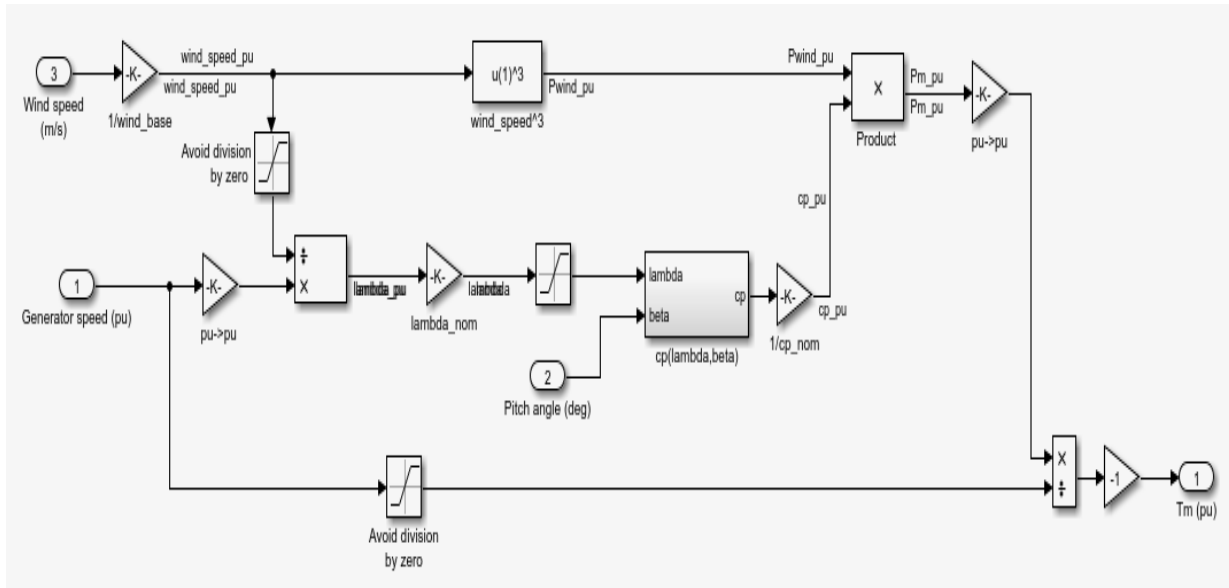 wind_speed_pu
3
-K-
wind_speed_pu
Wind speed
(m/s)
1/wind_base
u(1)^3
Pwind_pu
wind_speed^3
Pwind_pu
×
Product
Pm_pu
Pm_pu
-K-
pu->pu
Avoid division
by zero
cp_pu
1
Generator speed (pu)
-K-
pu->pu
÷
×
lambda_pu
-K-
lambda_nom
lambda
lambda
beta
cp
cp(lambda,beta)
-K-
1/cp_nom
cp_pu
2
Pitch angle (deg)
Avoid division
by zero
×
÷
-1
1
Tm (pu)